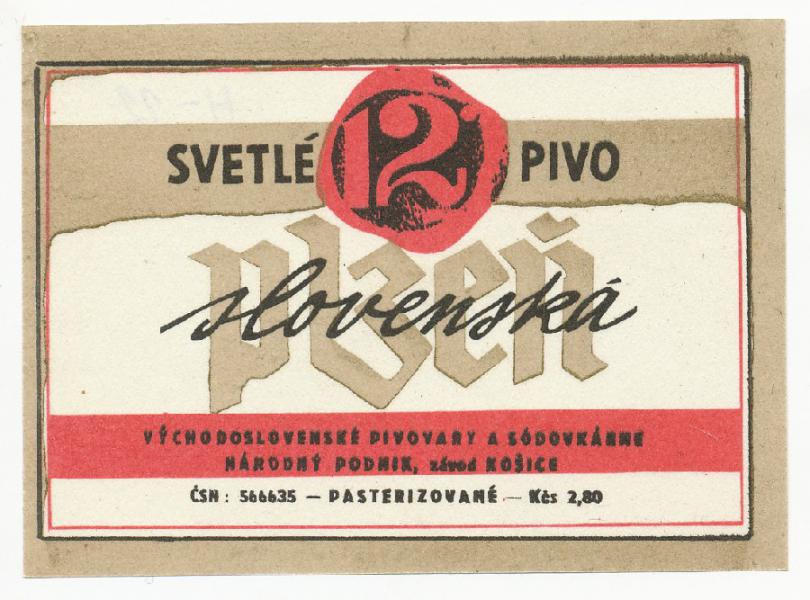 SVETLÉ 12 PIVO
plzeň
slovenská
VÝCHODOSLOVENSKÉ PIVOVARY A SÓDOVKÁRNE
NÁRODNÝ PODNIK, závod KOŠICE
ČSN: 566635 — PASTERIZOVANÉ — Kčs 2,80